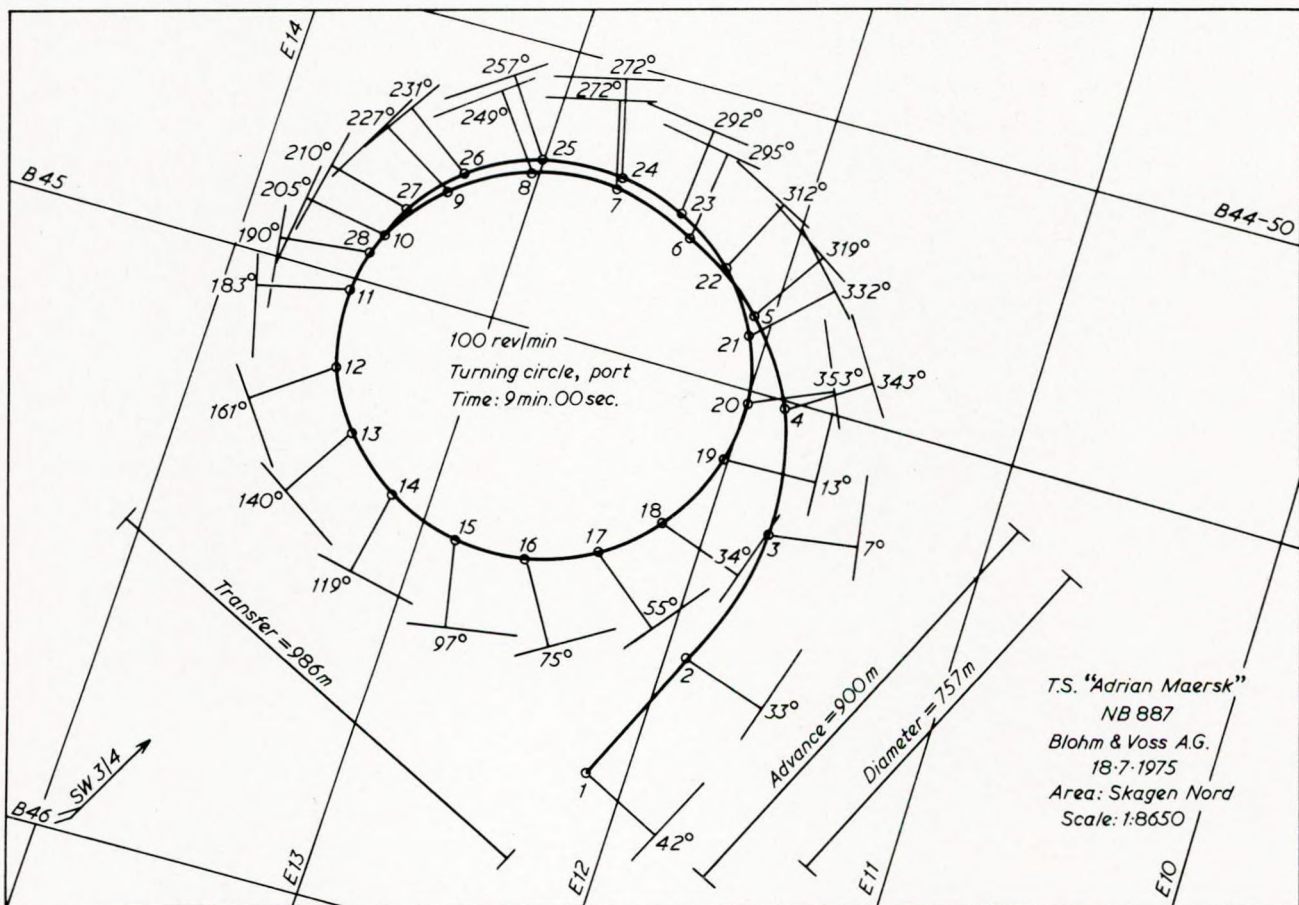 E14
257°
272°
231°
272°
227°
249°
292°
210°
295°
26
25
24
205°
27
9
8
7
23
312°
B45
B44-50
190°
28
10
6
319°
22
183°
11
5
332°
21
100 rev/min
Turning circle, port
Time: 9 min. 00 sec.
12
353°
343°
20
4
161°
13
19
13°
140°
14
18
15
16
17
3
34°
7°
119°
Transfer = 986m
97°
75°
55°
2
33°
Advance = 900m
Diameter = 757m
T.S. "Adrian Maersk"
NB 887
Blohm & Voss A.G.
18·7·1975
Area: Skagen Nord
Scale: 1:8650
SW 3/4
B46
1
42°
E13
E12
E11
E10